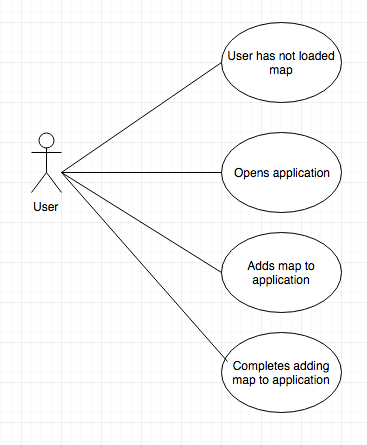 User has not loaded
map
Opens application
User
Adds map to
application
Completes adding
map to application